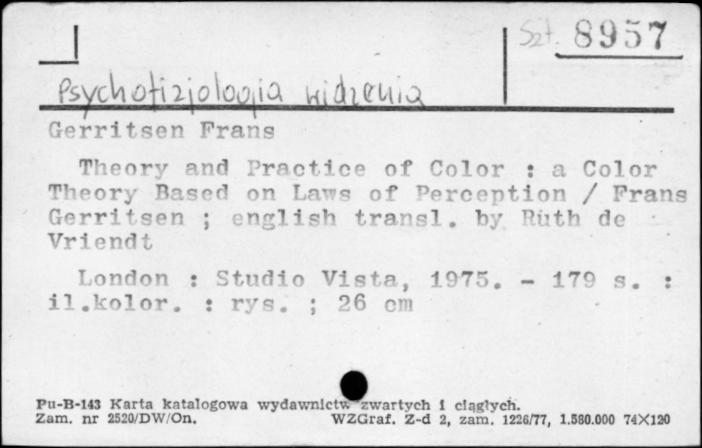 Szt. 8957
Psychofizjologia widzenia
Gerritsen Frans
Theory and Practice of Color : a Color
Theory Based on Laws of Perception / Frans
Gerritsen ; english transl. by Ruth de
Vriendt
London : Studio Vista, 1975. - 179 s. :
il.kolor. : rys. ; 26 cm
Pu-B-143 Karta katalogowa wydawnictw zwartych i ciągłych.
Zam. nr 2520/DW/On. WZGraf. Z-d 2, zam. 1226/77, 1.580.000 74X120